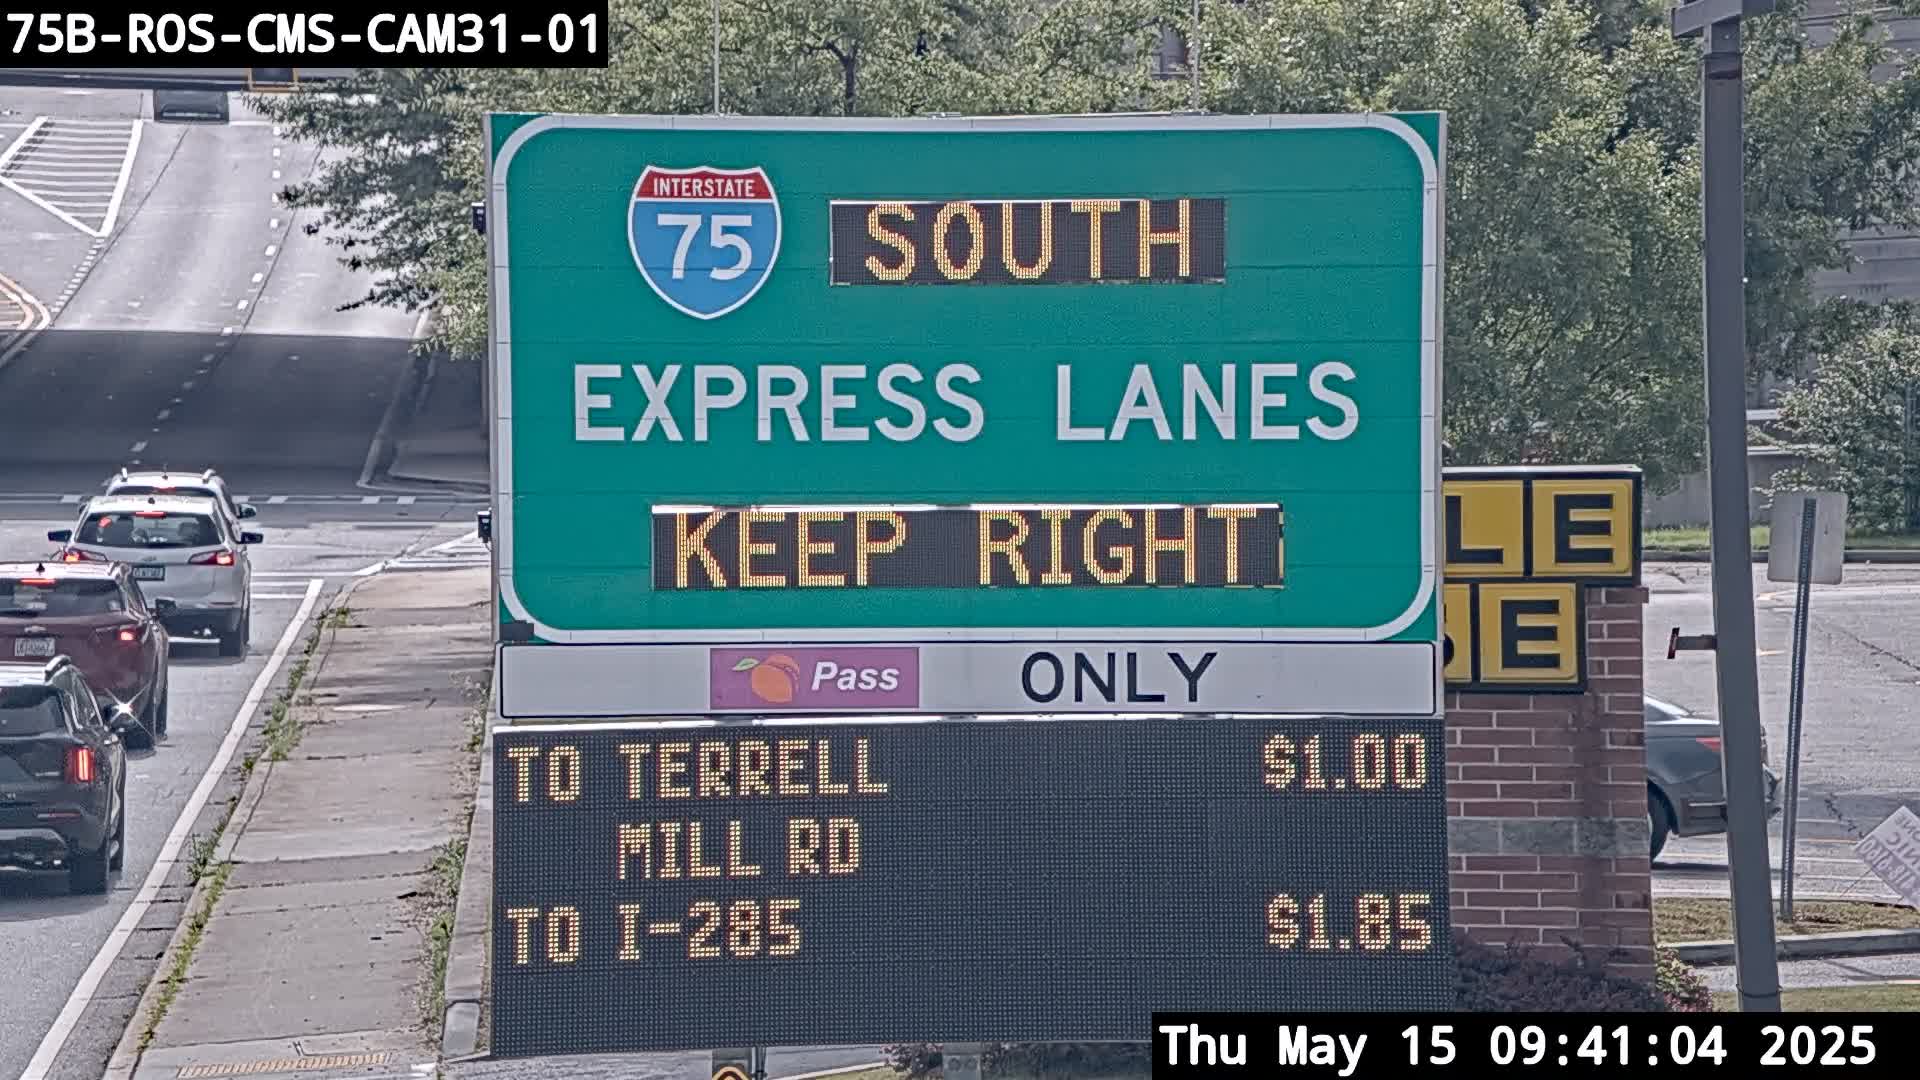 75B-ROS-CMS-CAM31-01
INTERSTATE
75
SOUTH
EXPRESS LANES
KEEP RIGHT
LE
E
Pass
ONLY
TO TERRELL $1.00
MILL RD
TO I-285 $1.85
Thu May 15 09:41:04 2025